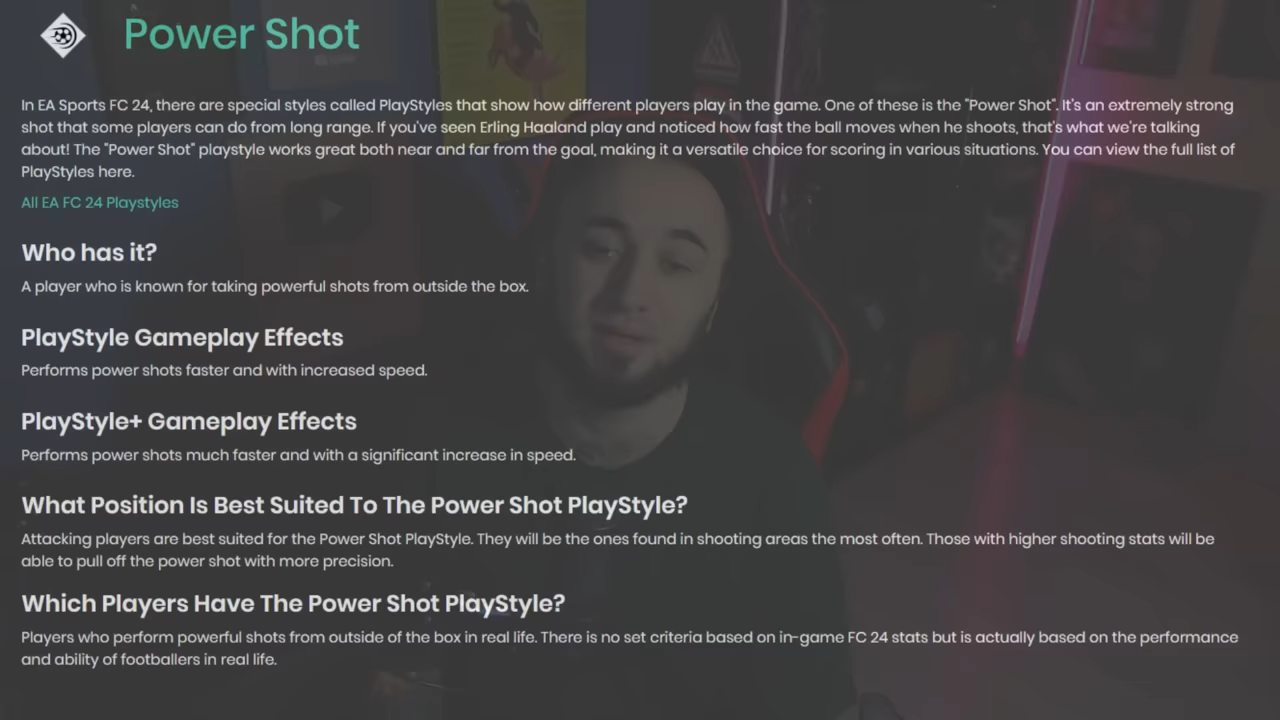 Power Shot
In EA Sports FC 24, there are special styles called PlayStyles that show how different players play in the game. One of these is the "Power Shot". It's an extremely strong
shot that some players can do from long range. If you've seen Erling Haaland play and noticed how fast the ball moves when he shoots, that's what we're talking
about! The "Power Shot" playstyle works great both near and far from the goal, making it a versatile choice for scoring in various situations. You can view the full list of
PlayStyles here.
All EA FC 24 Playstyles
Who has it?
A player who is known for taking powerful shots from outside the box.
PlayStyle Gameplay Effects
Performs power shots faster and with increased speed.
PlayStyle+ Gameplay Effects
Performs power shots much faster and with a significant increase in speed.
What Position Is Best Suited To The Power Shot PlayStyle?
Attacking players are best suited for the Power Shot PlayStyle. They will be the ones found in shooting areas the most often. Those with higher shooting stats will be
able to pull off the power shot with more precision.
Which Players Have The Power Shot PlayStyle?
Players who perform powerful shots from outside of the box in real life. There is no set criteria based on in-game FC 24 stats but is actually based on the performance
and ability of footballers in real life.